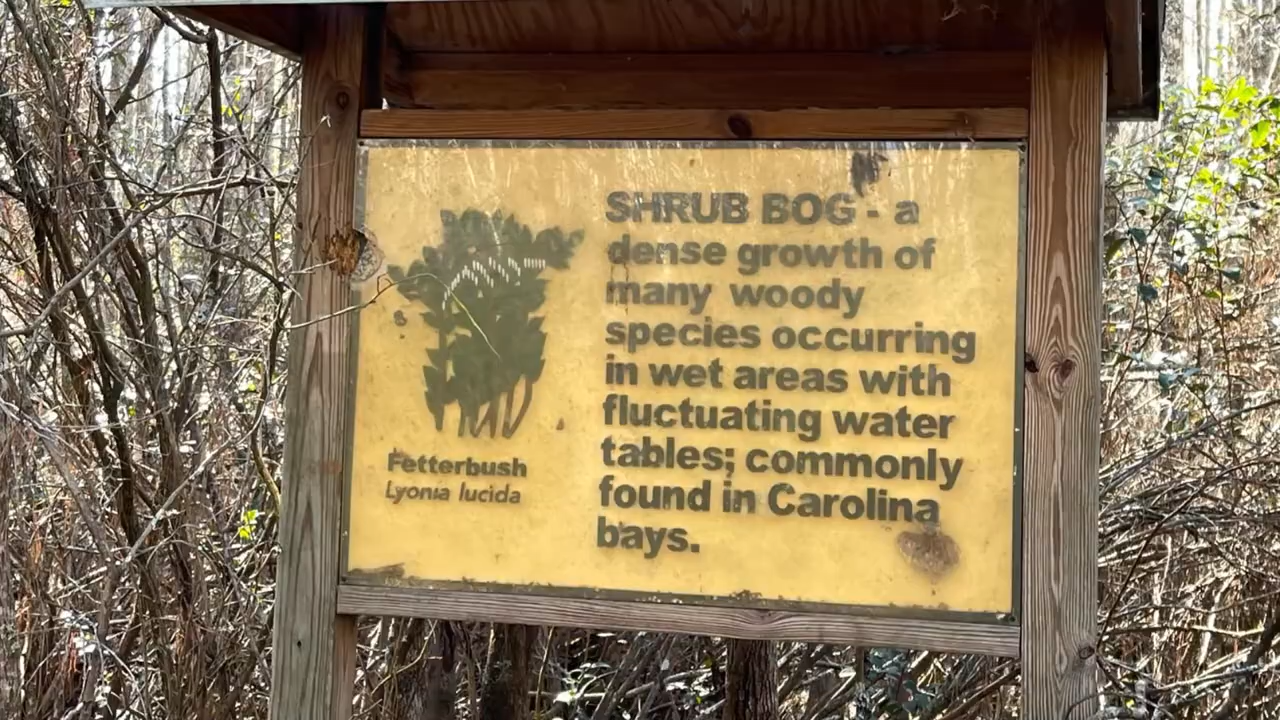 SHRUB BOG - a
dense growth of
many woody
species occurring
in wet areas with
fluctuating water
tables; commonly
found in Carolina
bays.
Fetterbush
Lyonia lucida